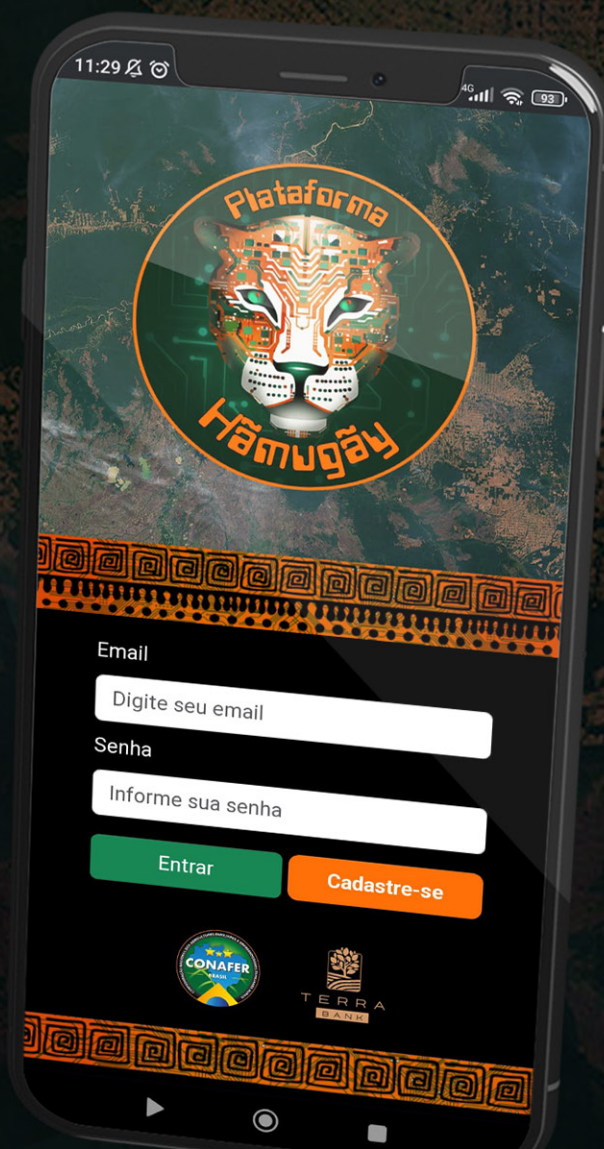 11:29
4G
93
Plataforma
Hãmugãy
Email
Digite seu email
Senha
Informe sua senha
Entrar
Cadastre-se
CONAFER
BRASIL
TERRA
BANK